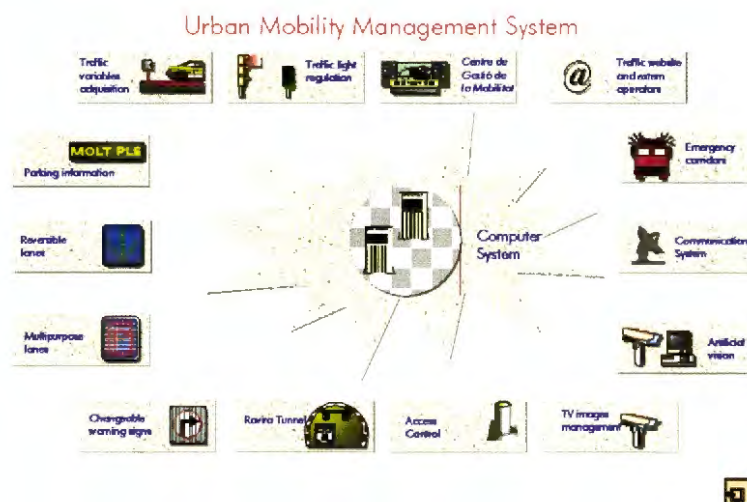 Urban Mobility Management System
Traffic
variables
adquisition
Traffic light
regulation
Centre de
Gestió de
la Mobilitat
@
Traffic website
and extern
operators
MOLT PLE
Parking information
Emergency
corridors
Reversible
lanes
Computer
System
Communication
System
Multipurpose
lanes
Artificial
vision
Changeable
warning signs
Rovira Tunnel
Access
Control
TV images
management